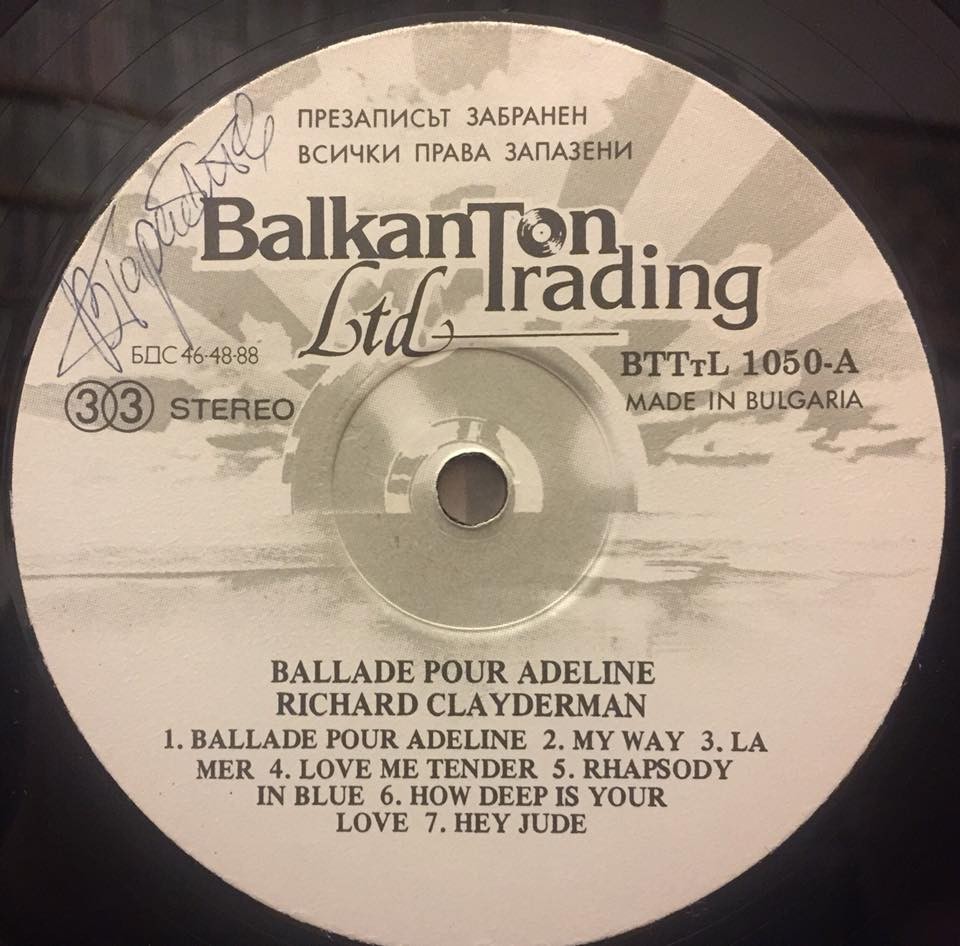 ПРЕЗАПИСЪТ ЗАБРАНЕН
ВСИЧКИ ПРАВА ЗАПАЗЕНИ
BalkanTon
Trading
Ltd
БДС 46-48-88
BTTтL 1050-A
33 STEREO
MADE IN BULGARIA
BALLADE POUR ADELINE
RICHARD CLAYDERMAN
1. BALLADE POUR ADELINE 2. MY WAY 3. LA
MER 4. LOVE ME TENDER 5. RHAPSODY
IN BLUE 6. HOW DEEP IS YOUR
LOVE 7. HEY JUDE